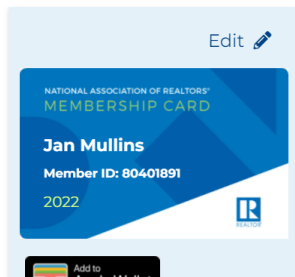 Edit
NATIONAL ASSOCIATION OF REALTORS®
MEMBERSHIP CARD
Jan Mullins
Member ID: 80401891
2022
REALTOR®
Add to